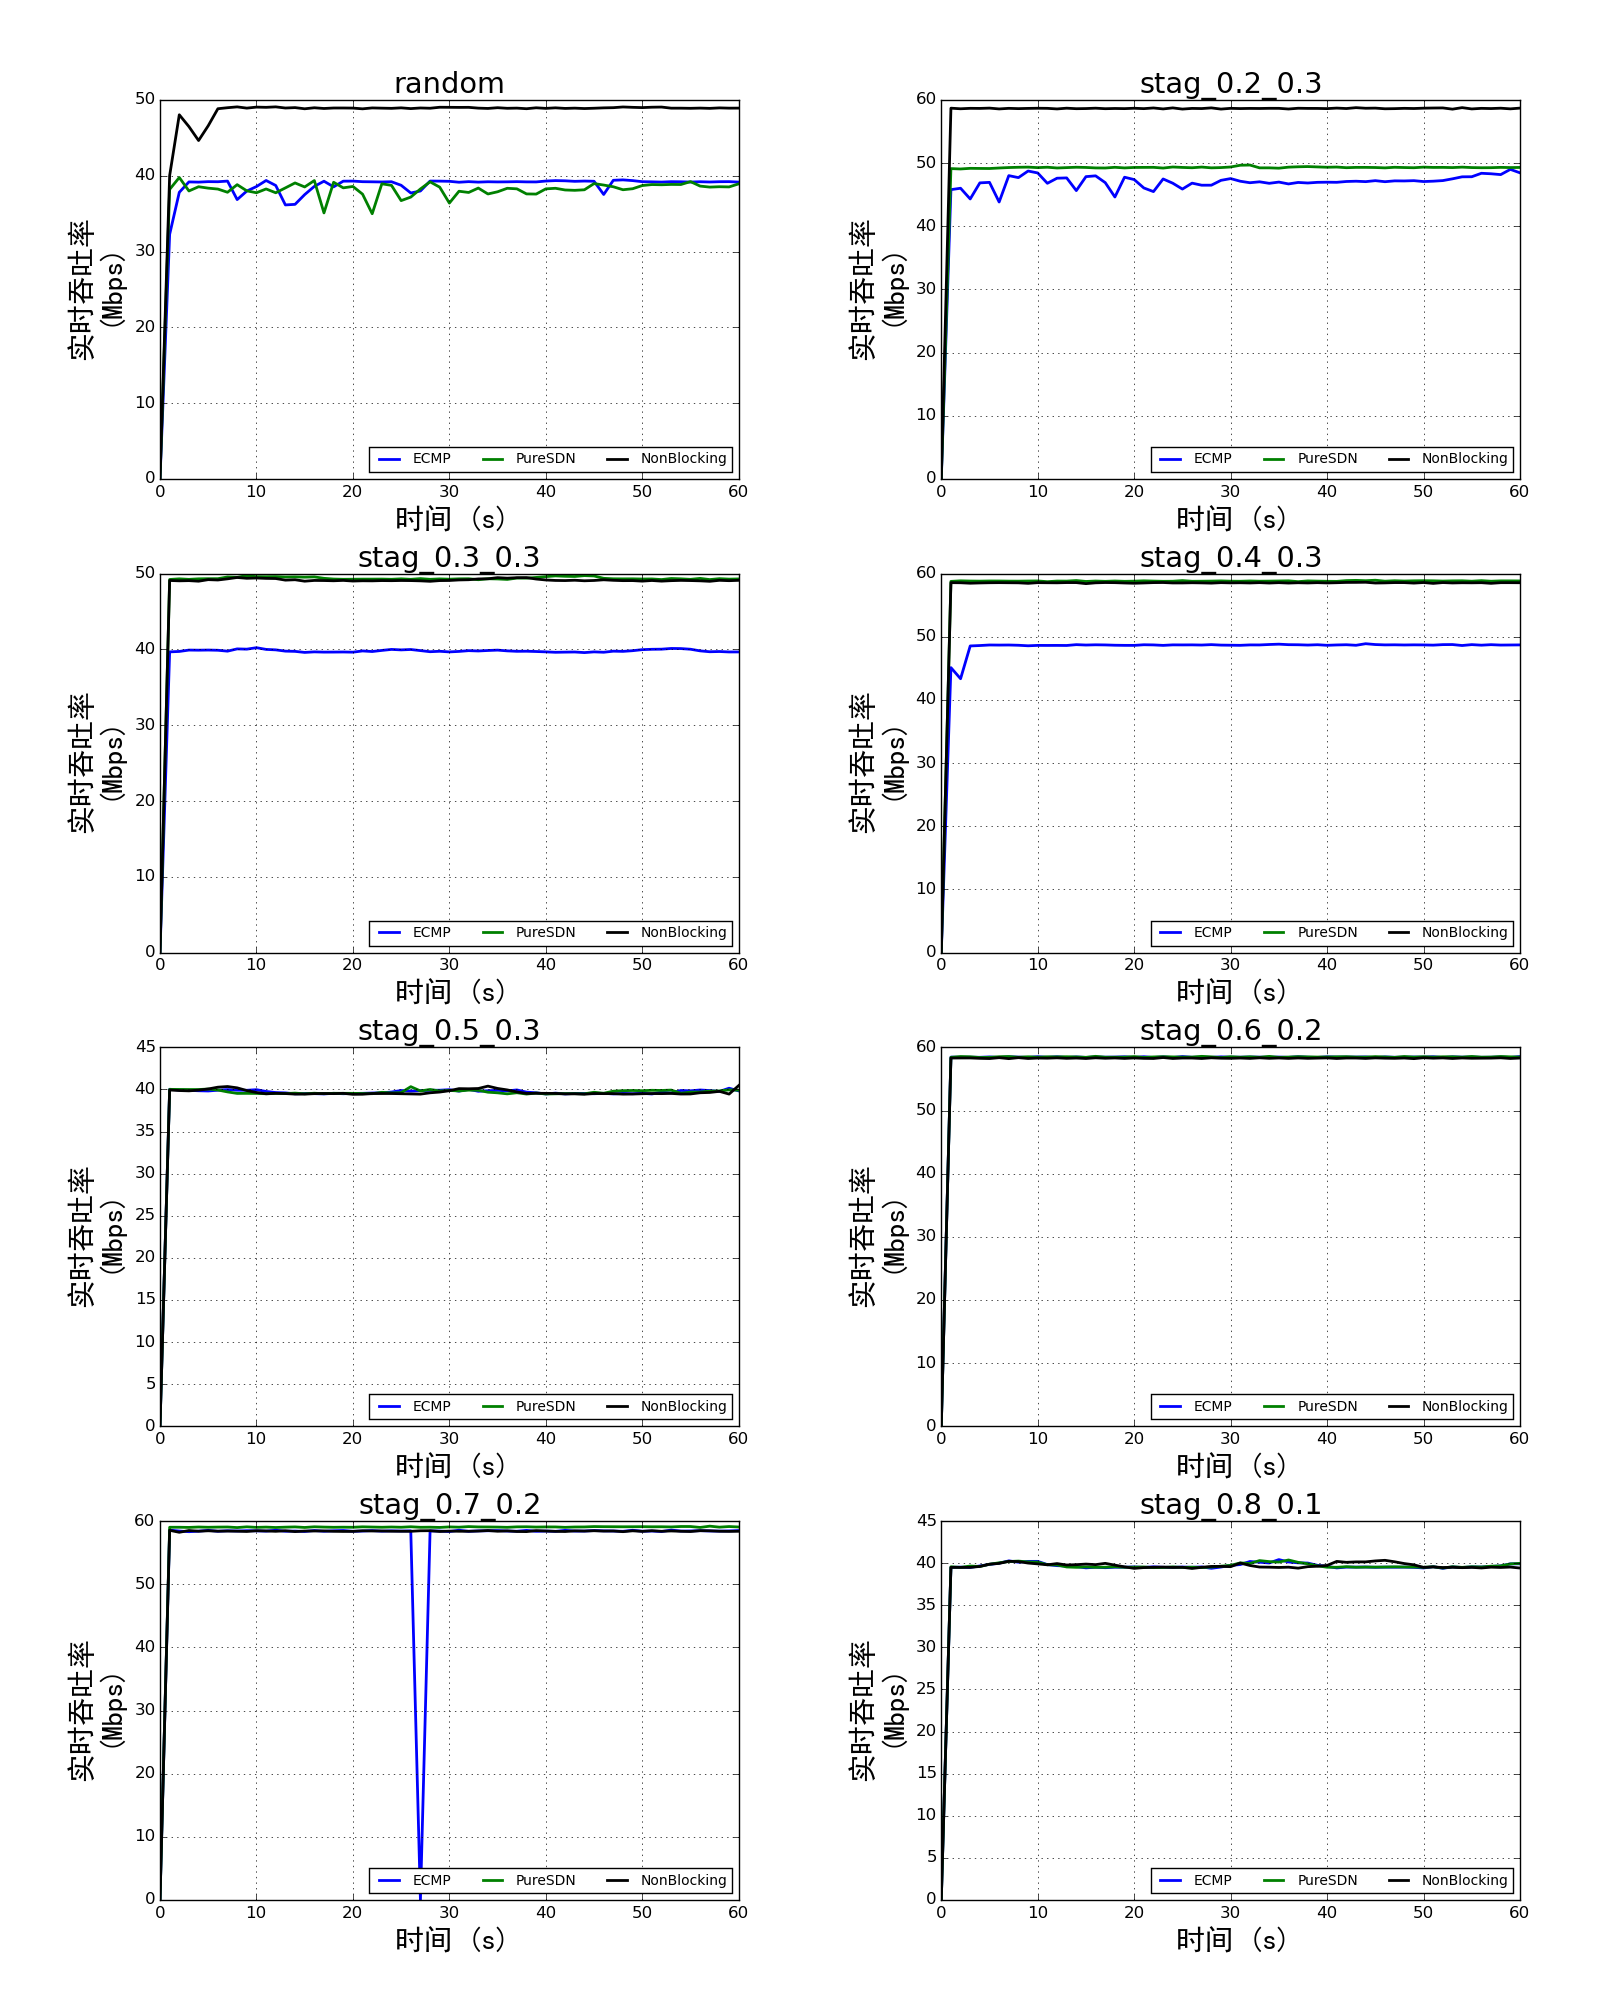 random
50
40
30
20
10
0
实时吞吐率
(Mbps)
ECMP PureSDN NonBlocking
0 10 20 30 40 50 60
时间 (s)
stag_0.2_0.3
60
50
40
30
20
10
0
实时吞吐率
(Mbps)
ECMP PureSDN NonBlocking
0 10 20 30 40 50 60
时间 (s)
stag_0.3_0.3
50
40
30
20
10
0
实时吞吐率
(Mbps)
ECMP PureSDN NonBlocking
0 10 20 30 40 50 60
时间 (s)
stag_0.4_0.3
60
50
40
30
20
10
0
实时吞吐率
(Mbps)
ECMP PureSDN NonBlocking
0 10 20 30 40 50 60
时间 (s)
stag_0.5_0.3
45
40
35
30
25
20
15
10
5
0
实时吞吐率
(Mbps)
ECMP PureSDN NonBlocking
0 10 20 30 40 50 60
时间 (s)
stag_0.6_0.2
60
50
40
30
20
10
0
实时吞吐率
(Mbps)
ECMP PureSDN NonBlocking
0 10 20 30 40 50 60
时间 (s)
stag_0.7_0.2
60
50
40
30
20
10
0
实时吞吐率
(Mbps)
ECMP PureSDN NonBlocking
0 10 20 30 40 50 60
时间 (s)
stag_0.8_0.1
45
40
35
30
25
20
15
10
5
0
实时吞吐率
(Mbps)
ECMP PureSDN NonBlocking
0 10 20 30 40 50 60
时间 (s)